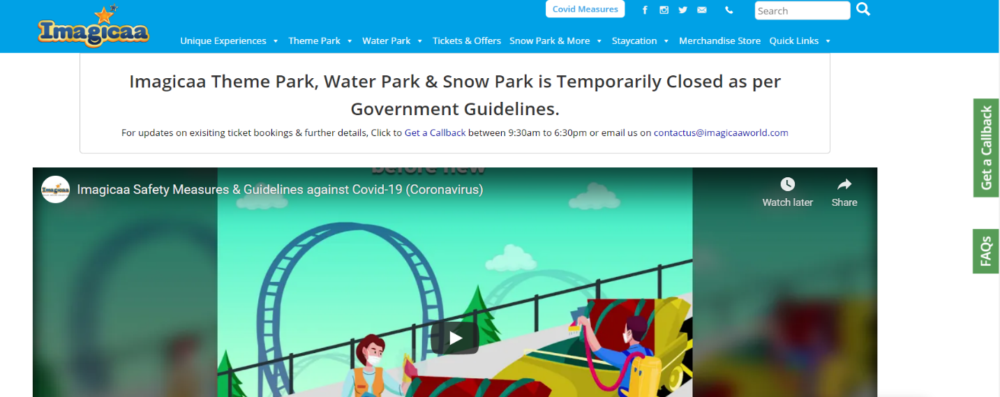 Imagicaa
Covid Measures
Search
Unique Experiences
Theme Park
Water Park
Tickets & Offers
Snow Park & More
Staycation
Merchandise Store
Quick Links
Imagicaa Theme Park, Water Park & Snow Park is Temporarily Closed as per
Government Guidelines.
For updates on exisiting ticket bookings & further details, Click to Get a Callback between 9:30am to 6:30pm or email us on contactus@imagicaaworld.com
Get a Callback
FAQs
before new
Imagicaa
Imagicaa Safety Measures & Guidelines against Covid-19 (Coronavirus)
Watch later
Share